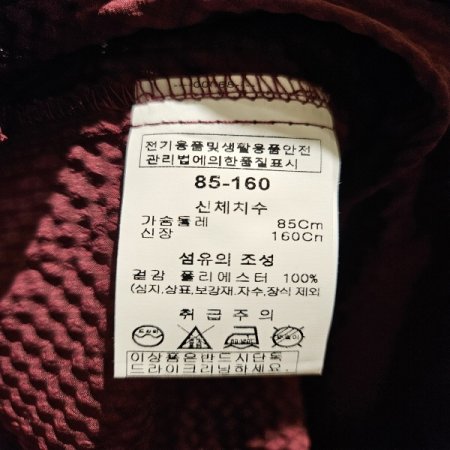 전기용품및생활용품안전
관리법에의한품질표시
85-160
신체치수
가슴둘레 85Cm
신장 160Cm
섬유의 조성
겉감 폴리에스터 100%
(심지,상표,보강재,자수,장식 제외
취급주의
드라이
이상품은반드시단독
드라이크리닝하세요.